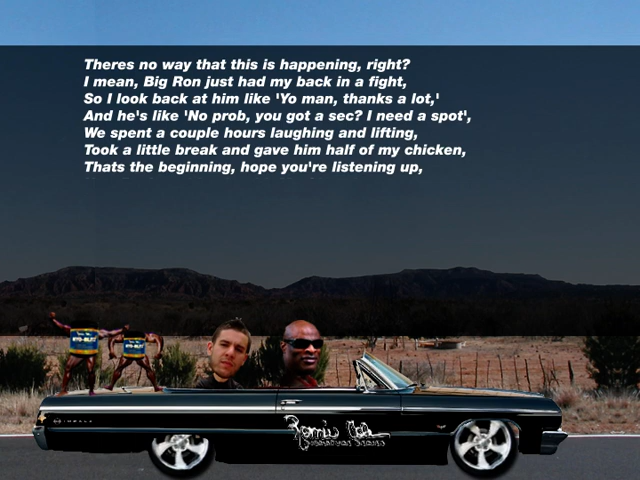 Theres no way that this is happening, right?
I mean, Big Ron just had my back in a fight,
So I look back at him like 'Yo man, thanks a lot,'
And he's like 'No prob, you got a sec? I need a spot',
We spent a couple hours laughing and lifting,
Took a little break and gave him half of my chicken,
Thats the beginning, hope you're listening up,
IMPALA